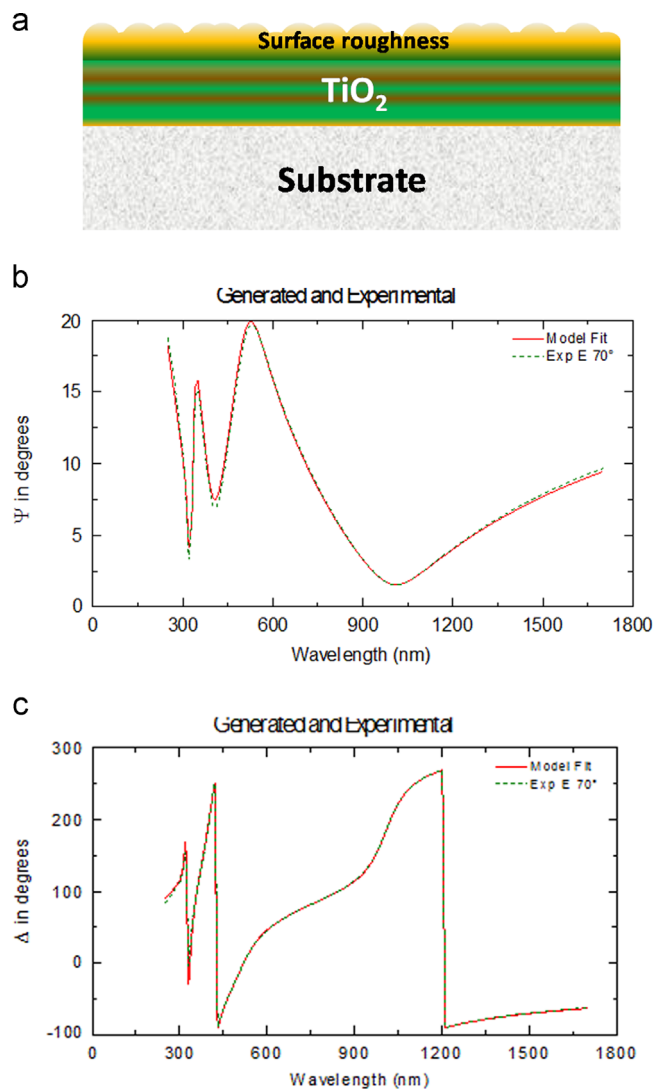 a
Surface roughness
TiO₂
Substrate
b
Generated and Experimental
20
15
10
5
0
Ψ in degrees
Model Fit
Exp E 70°
0 300 600 900 1200 1500 1800
Wavelength (nm)
c
Generated and Experimental
300
200
100
0
-100
Δ in degrees
Model Fit
Exp E 70°
0 300 600 900 1200 1500 1800
Wavelength (nm)